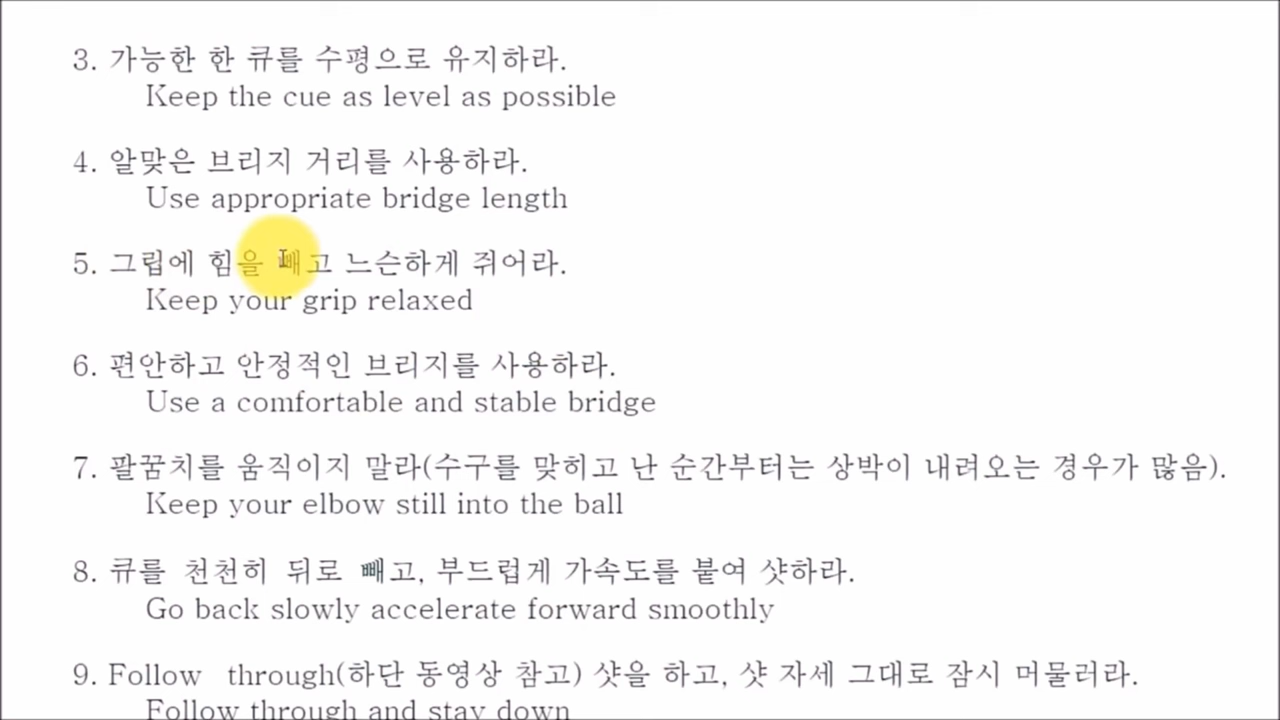 3. 가능한 한 큐를 수평으로 유지하라.
Keep the cue as level as possible
4. 알맞은 브리지 거리를 사용하라.
Use appropriate bridge length
5. 그립에 힘을 빼고 느슨하게 쥐어라.
Keep your grip relaxed
6. 편안하고 안정적인 브리지를 사용하라.
Use a comfortable and stable bridge
7. 팔꿈치를 움직이지 말라(수구를 맞히고 난 순간부터는 상박이 내려오는 경우가 많음).
Keep your elbow still into the ball
8. 큐를 천천히 뒤로 빼고, 부드럽게 가속도를 붙여 샷하라.
Go back slowly accelerate forward smoothly
9. Follow through(하단 동영상 참고) 샷을 하고, 샷 자세 그대로 잠시 머물러라.
Follow through and stay down